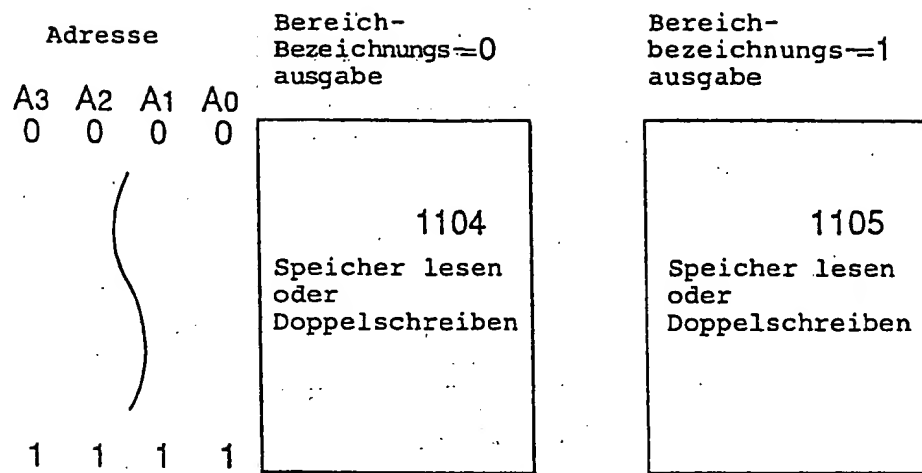 Adresse
A3 A2 A1 A0
0 0 0 0
1 1 1 1
Bereich-
Bezeichnungs=0
ausgabe
1104
Speicher lesen
oder
Doppelschreiben
Bereich-
bezeichnungs=1
ausgabe
1105
Speicher lesen
oder
Doppelschreiben